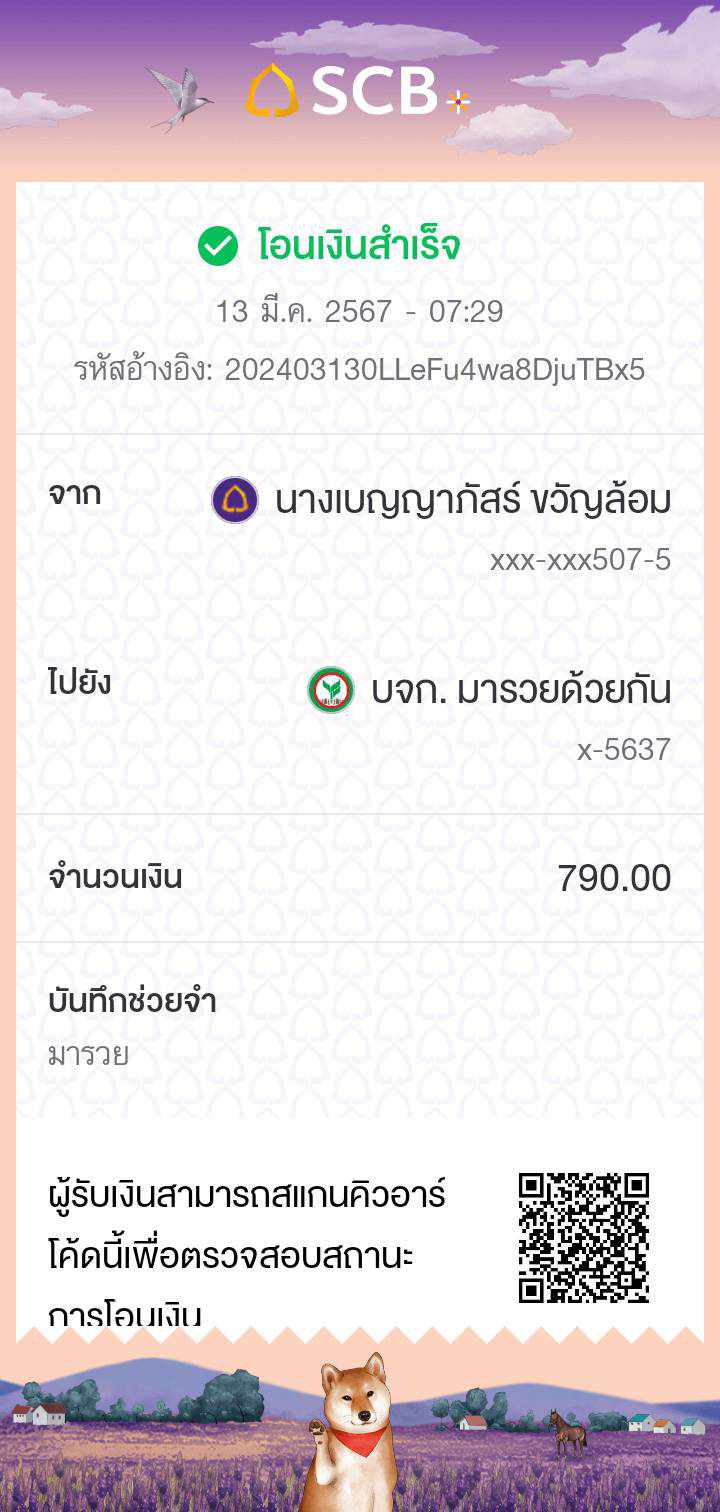 SCB
โอนเงินสำเร็จ
13 มี.ค. 2567 - 07:29
รหัสอ้างอิง: 202403130LLeFu4wa8DjuTBx5
จาก นางเบญญาภัสร์ ขวัญล้อม
xxx-xxx507-5
ไปยัง บจก. มารวยด้วยกัน
x-5637
จำนวนเงิน 790.00
บันทึกช่วยจำ
มารวย
ผู้รับเงินสามารถสแกนคิวอาร์
โค้ดนี้เพื่อตรวจสอบสถานะ
การโอนเงิน